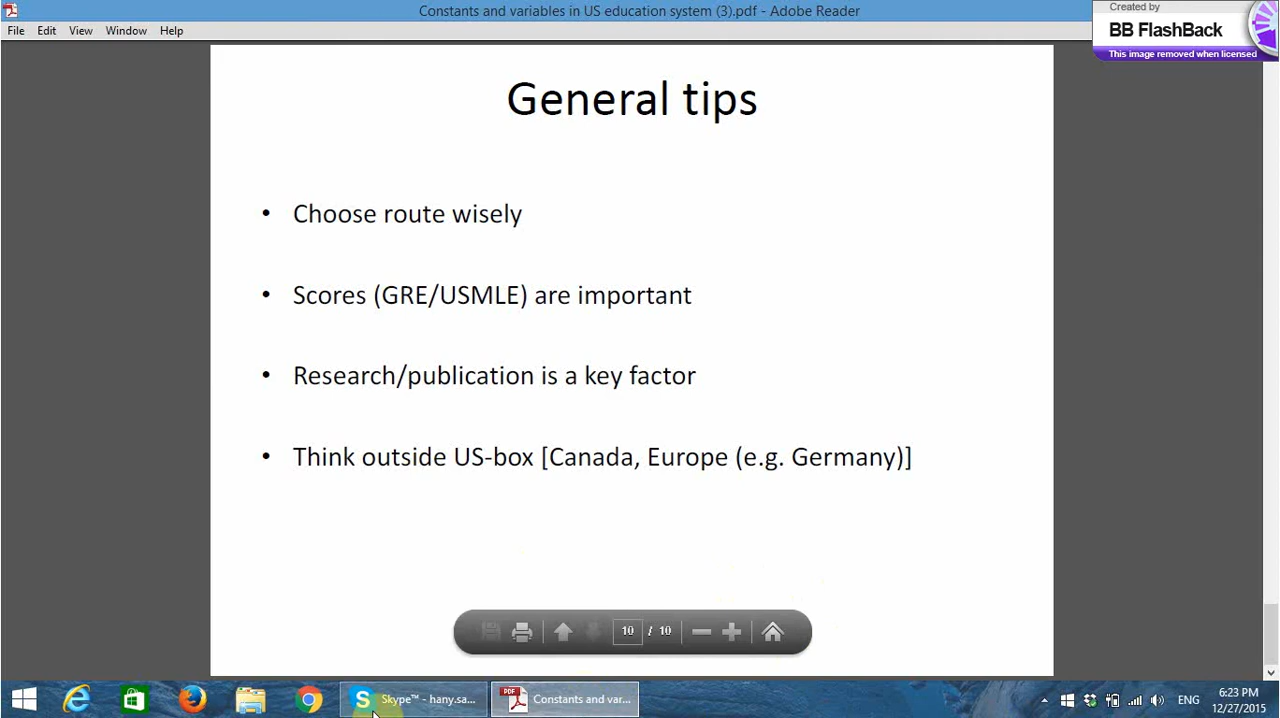 Constants and variables in US education system (3).pdf - Adobe Reader
Created by
BB FlashBack
This image removed when licensed
File Edit View Window Help
General tips
• Choose route wisely
• Scores (GRE/USMLE) are important
• Research/publication is a key factor
• Think outside US-box [Canada, Europe (e.g. Germany)]
10 / 10
Skype™ - hany.sa...
PDF
Constants and var...
ENG
6:23 PM
12/27/2015